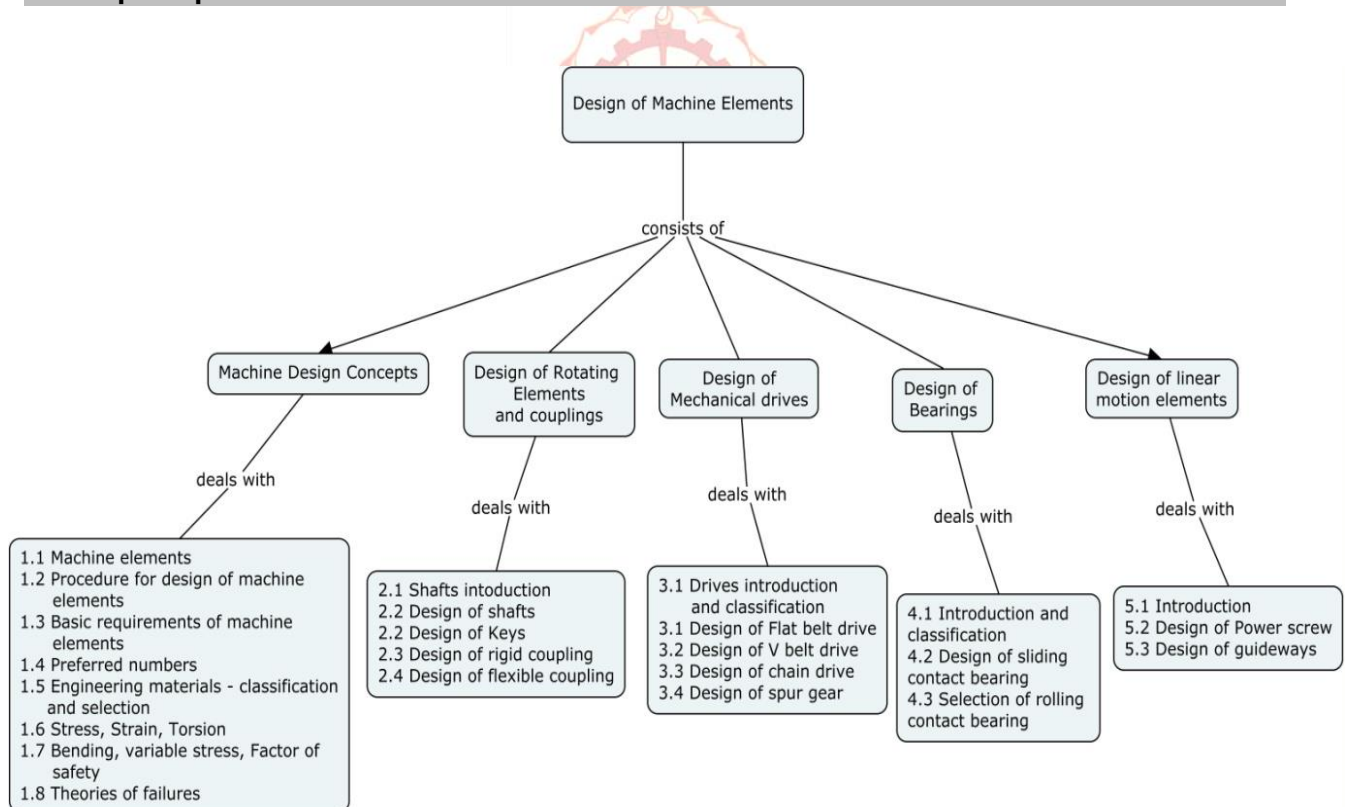 Design of Machine Elements
consists of
Machine Design Concepts
Design of Rotating
Elements
and couplings
Design of
Mechanical drives
Design of
Bearings
Design of linear
motion elements
deals with
deals with
deals with
deals with
deals with
1.1 Machine elements
1.2 Procedure for design of machine
elements
1.3 Basic requirements of machine
elements
1.4 Preferred numbers
1.5 Engineering materials - classification
and selection
1.6 Stress, Strain, Torsion
1.7 Bending, variable stress, Factor of
safety
1.8 Theories of failures
2.1 Shafts intoduction
2.2 Design of shafts
2.2 Design of Keys
2.3 Design of rigid coupling
2.4 Design of flexible coupling
3.1 Drives introduction
and classification
3.1 Design of Flat belt drive
3.2 Design of V belt drive
3.3 Design of chain drive
3.4 Design of spur gear
4.1 Introduction and
classification
4.2 Design of sliding
contact bearing
4.3 Selection of rolling
contact bearing
5.1 Introduction
5.2 Design of Power screw
5.3 Design of guideways